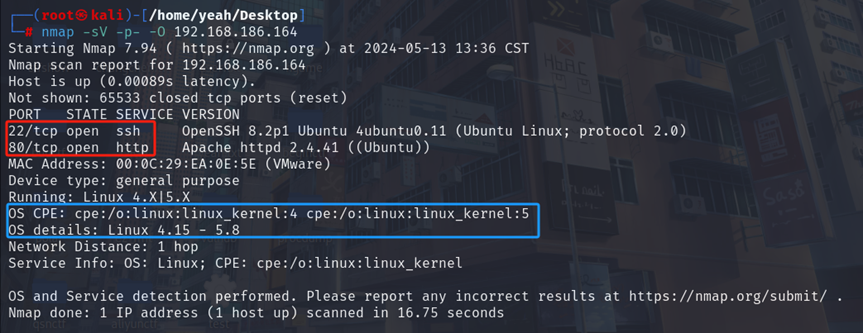 ┌──(root㉿kali)-[/home/yeah/Desktop]
└─# nmap -sV -p- -O 192.168.186.164
Starting Nmap 7.94 ( https://nmap.org ) at 2024-05-13 13:36 CST
Nmap scan report for 192.168.186.164
Host is up (0.00089s latency).
Not shown: 65533 closed tcp ports (reset)
PORT   STATE SERVICE VERSION
22/tcp open  ssh     OpenSSH 8.2p1 Ubuntu 4ubuntu0.11 (Ubuntu Linux; protocol 2.0)
80/tcp open  http    Apache httpd 2.4.41 ((Ubuntu))
MAC Address: 00:0C:29:EA:0E:5E (VMware)
Device type: general purpose
Running: Linux 4.X|5.X
OS CPE: cpe:/o:linux:linux_kernel:4 cpe:/o:linux:linux_kernel:5
OS details: Linux 4.15 - 5.8
Network Distance: 1 hop
Service Info: OS: Linux; CPE: cpe:/o:linux:linux_kernel

OS and Service detection performed. Please report any incorrect results at https://nmap.org/submit/ .
Nmap done: 1 IP address (1 host up) scanned in 16.75 seconds